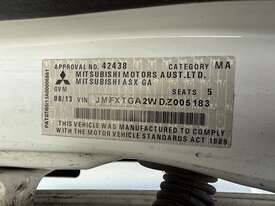 APPROVAL NO. 42438 CATEGORY MA
MITSUBISHI MOTORS AUST.LTD.
MITSUBISHI ASX GA
GVM SEATS 5
08/13 VIN JMFXTGA2WDZ005183
THIS VEHICLE WAS MANUFACTURED TO COMPLY
WITH THE MOTOR VEHICLE STANDARDS ACT 1989